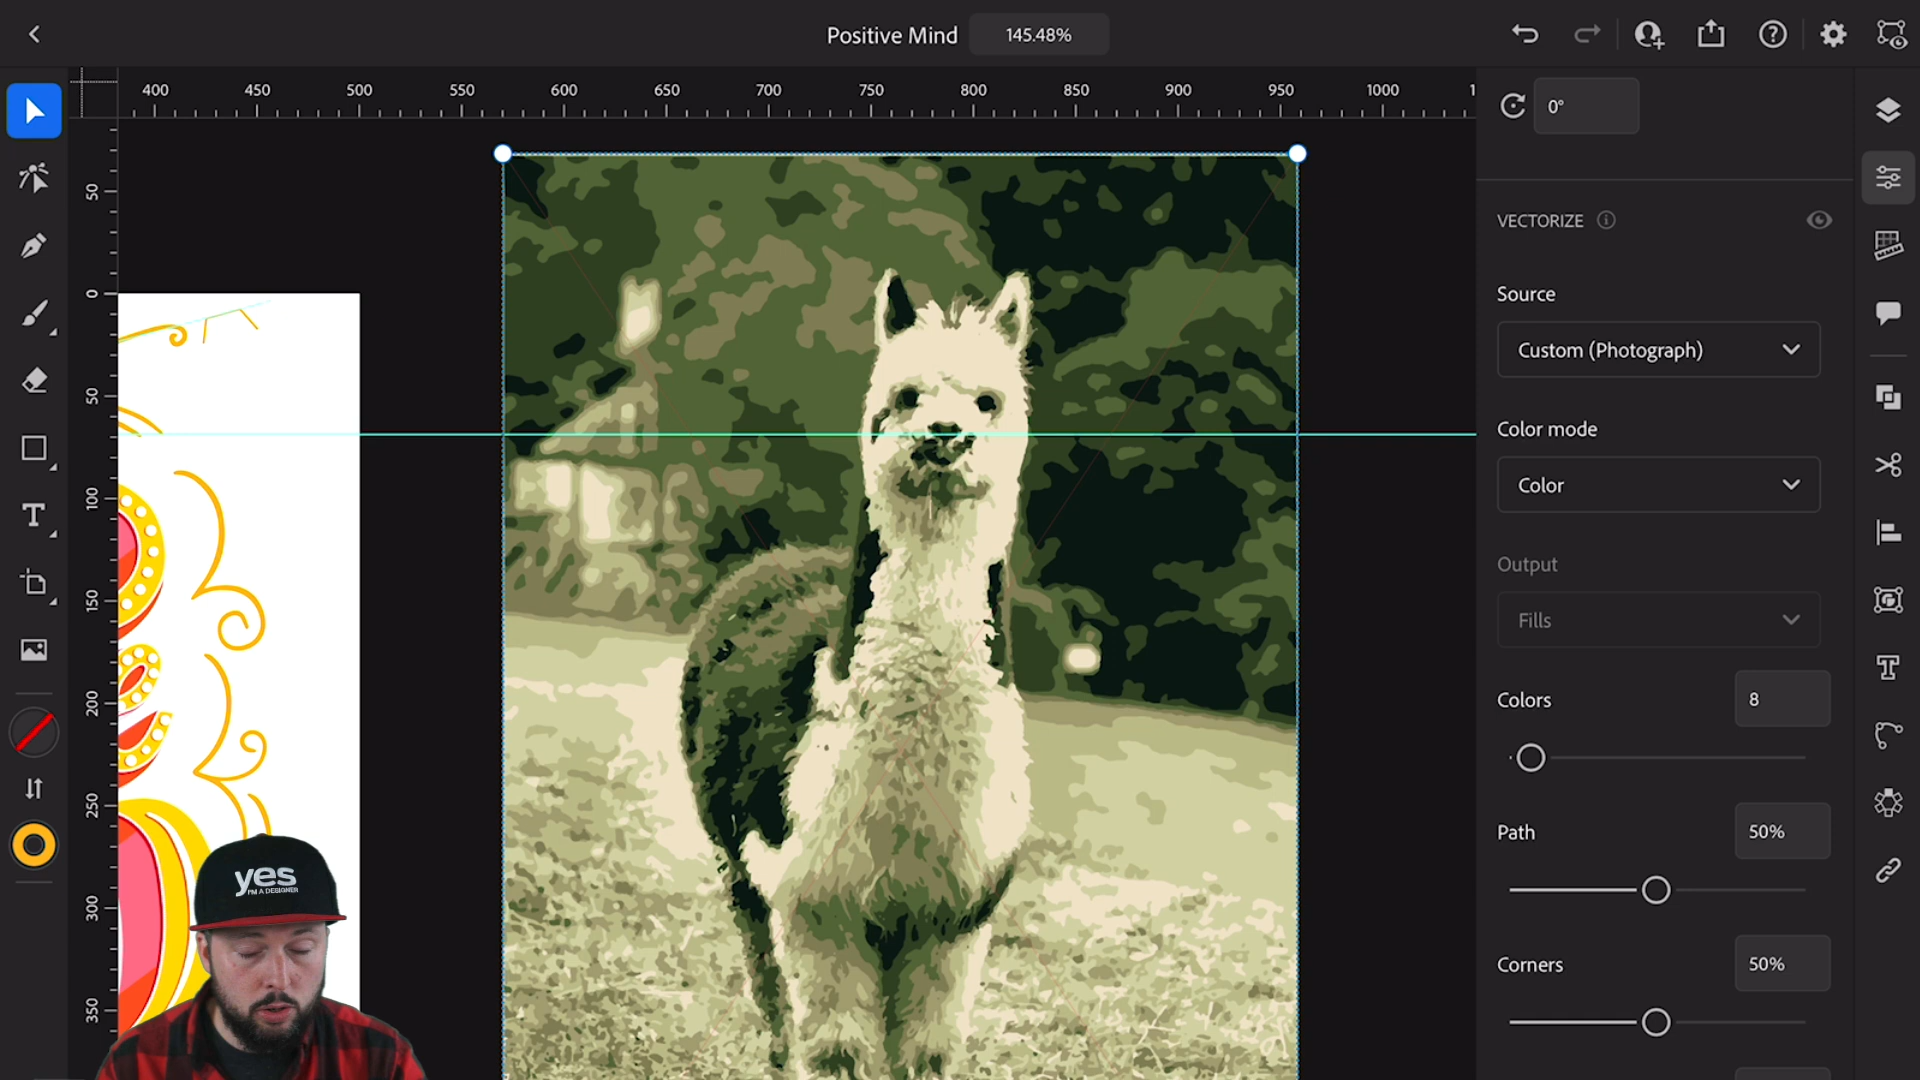 Positive Mind 145.48%
400 450 500 550 600 650 700 750 800 850 900 950 1000 1
50
0
50
100
150
200
250
300
350
0°
VECTORIZE
Source
Custom (Photograph)
Color mode
Color
Output
Fills
Colors 8
Path 50%
Corners 50%
yes
I'M A DESIGNER